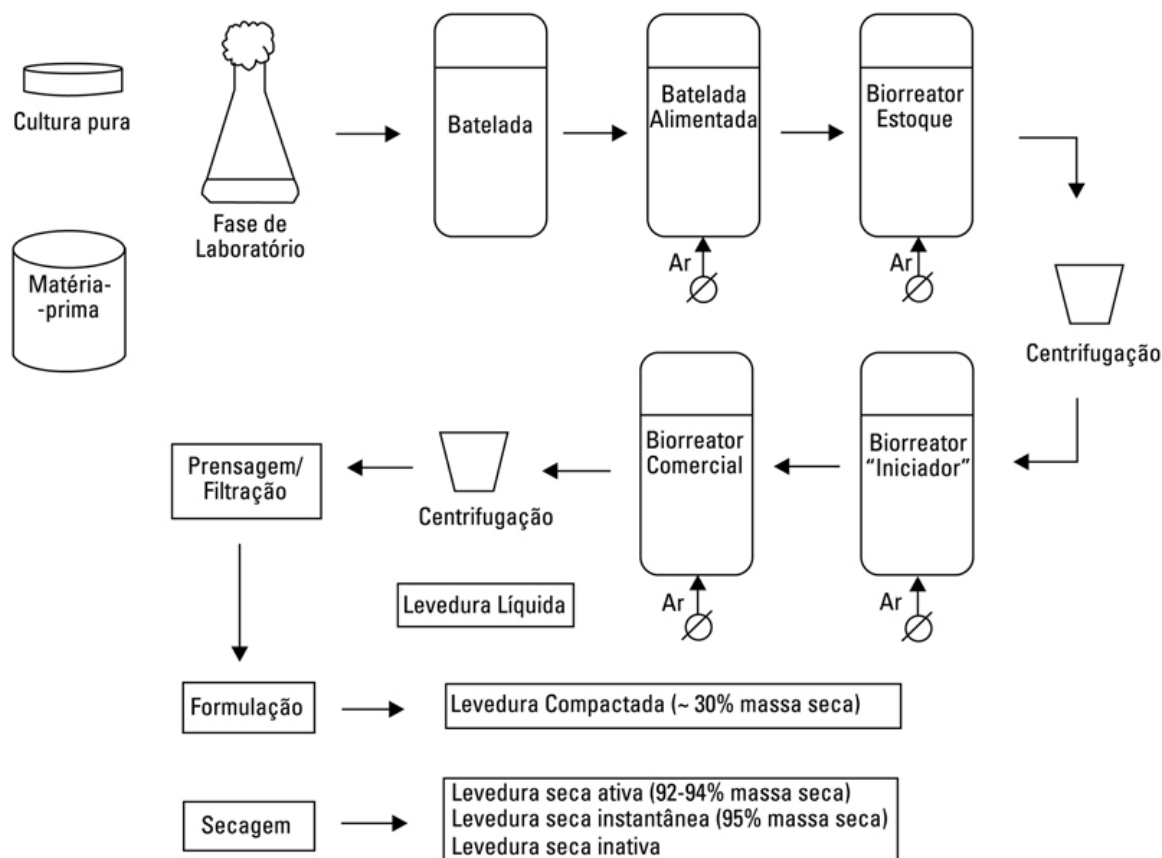 Cultura pura
Fase de
Laboratório
Matéria-
-prima
Batelada
Batelada
Alimentada
Ar
Biorreator
Estoque
Ar
Centrifugação
Biorreator
“Iniciador”
Ar
Biorreator
Comercial
Ar
Centrifugação
Prensagem/
Filtração
Levedura Líquida
Formulação
Levedura Compactada (~ 30% massa seca)
Secagem
Levedura seca ativa (92-94% massa seca)
Levedura seca instantânea (95% massa seca)
Levedura seca inativa